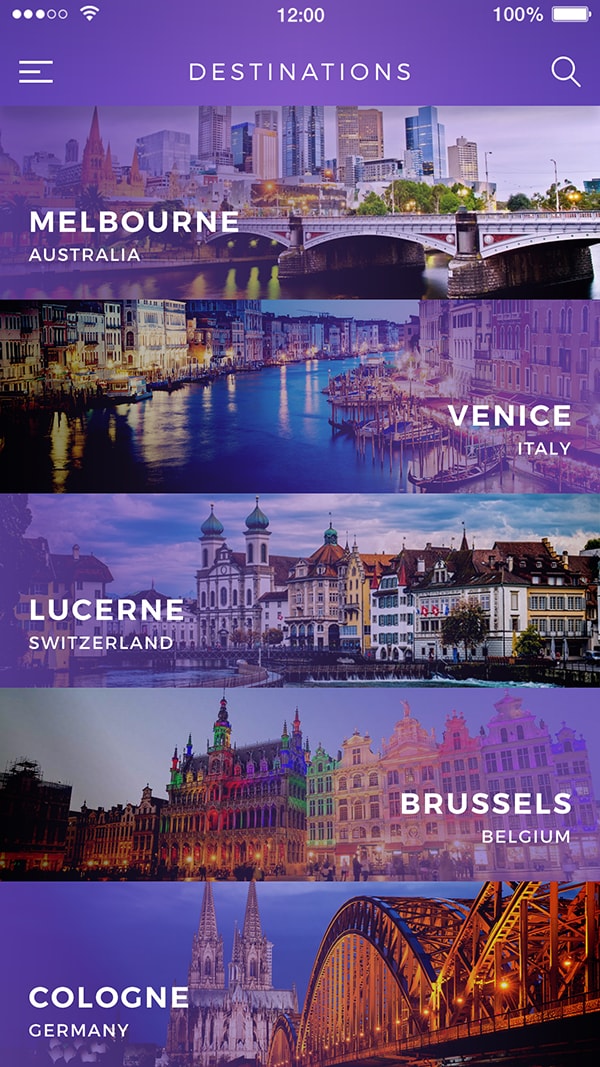 12:00
100%
DESTINATIONS
MELBOURNE
AUSTRALIA
VENICE
ITALY
LUCERNE
SWITZERLAND
BRUSSELS
BELGIUM
COLOGNE
GERMANY